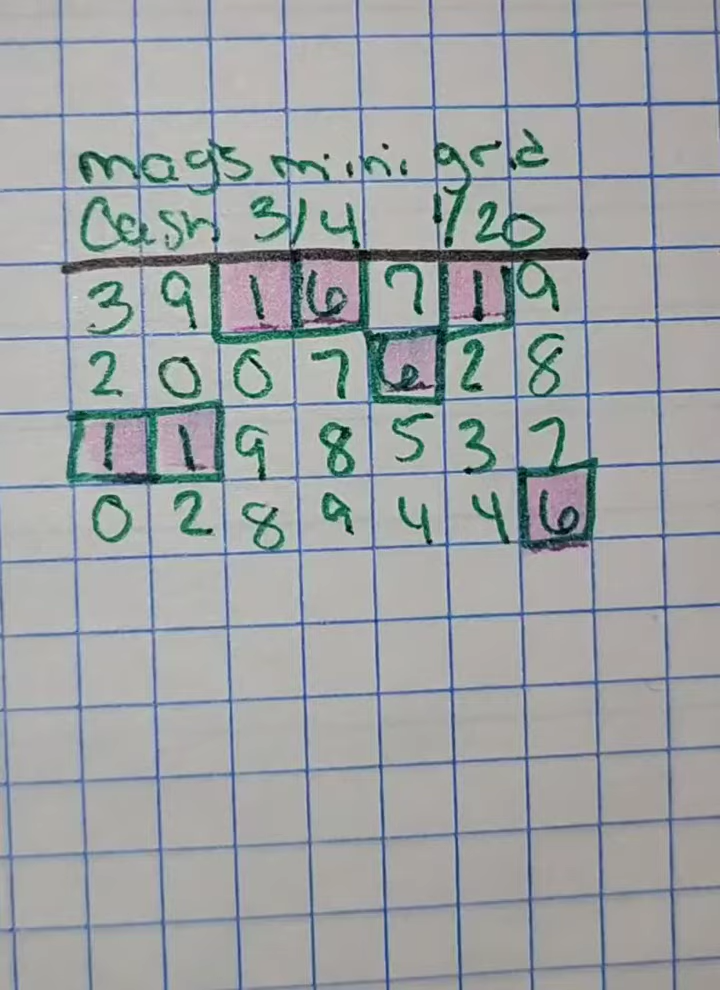 mags mini grid
Cash 3/4 1/20
3 9 1 6 7 1 9
2 0 0 7 6 2 8
1 1 9 8 5 3 7
0 2 8 9 4 4 6